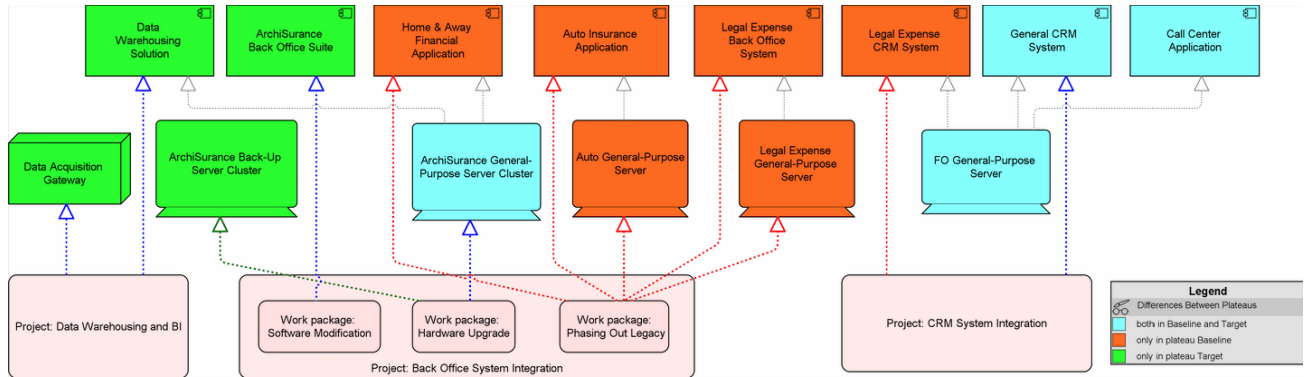 Data
Warehousing
Solution
ArchiSurance
Back Office Suite
Home & Away
Financial
Application
Auto Insurance
Application
Legal Expense
Back Office
System
Legal Expense
CRM System
General CRM
System
Call Center
Application
Data Acquisition
Gateway
ArchiSurance Back-Up
Server Cluster
ArchiSurance General-
Purpose Server Cluster
Auto General-Purpose
Server
Legal Expense
General-Purpose
Server
FO General-Purpose
Server
Project: Data Warehousing and BI
Work package:
Software Modification
Work package:
Hardware Upgrade
Work package:
Phasing Out Legacy
Project: Back Office System Integration
Project: CRM System Integration
Legend
Differences Between Plateaus
both in Baseline and Target
only in plateau Baseline
only in plateau Target